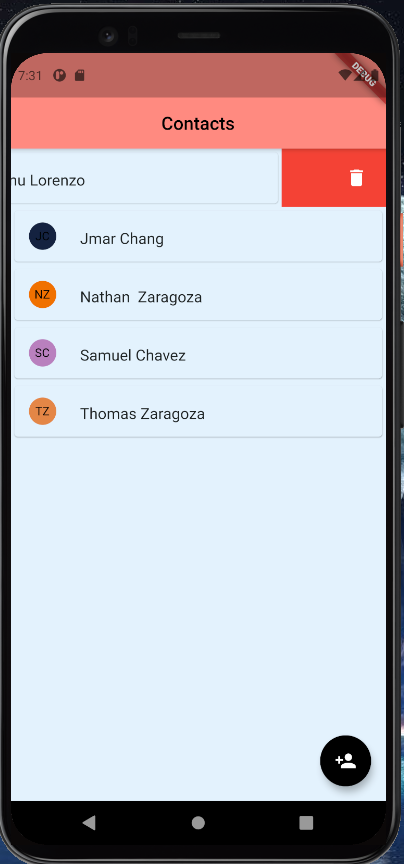 7:31
DEBUG
Contacts
nu Lorenzo
JC Jmar Chang
NZ Nathan  Zaragoza
SC Samuel Chavez
TZ Thomas Zaragoza